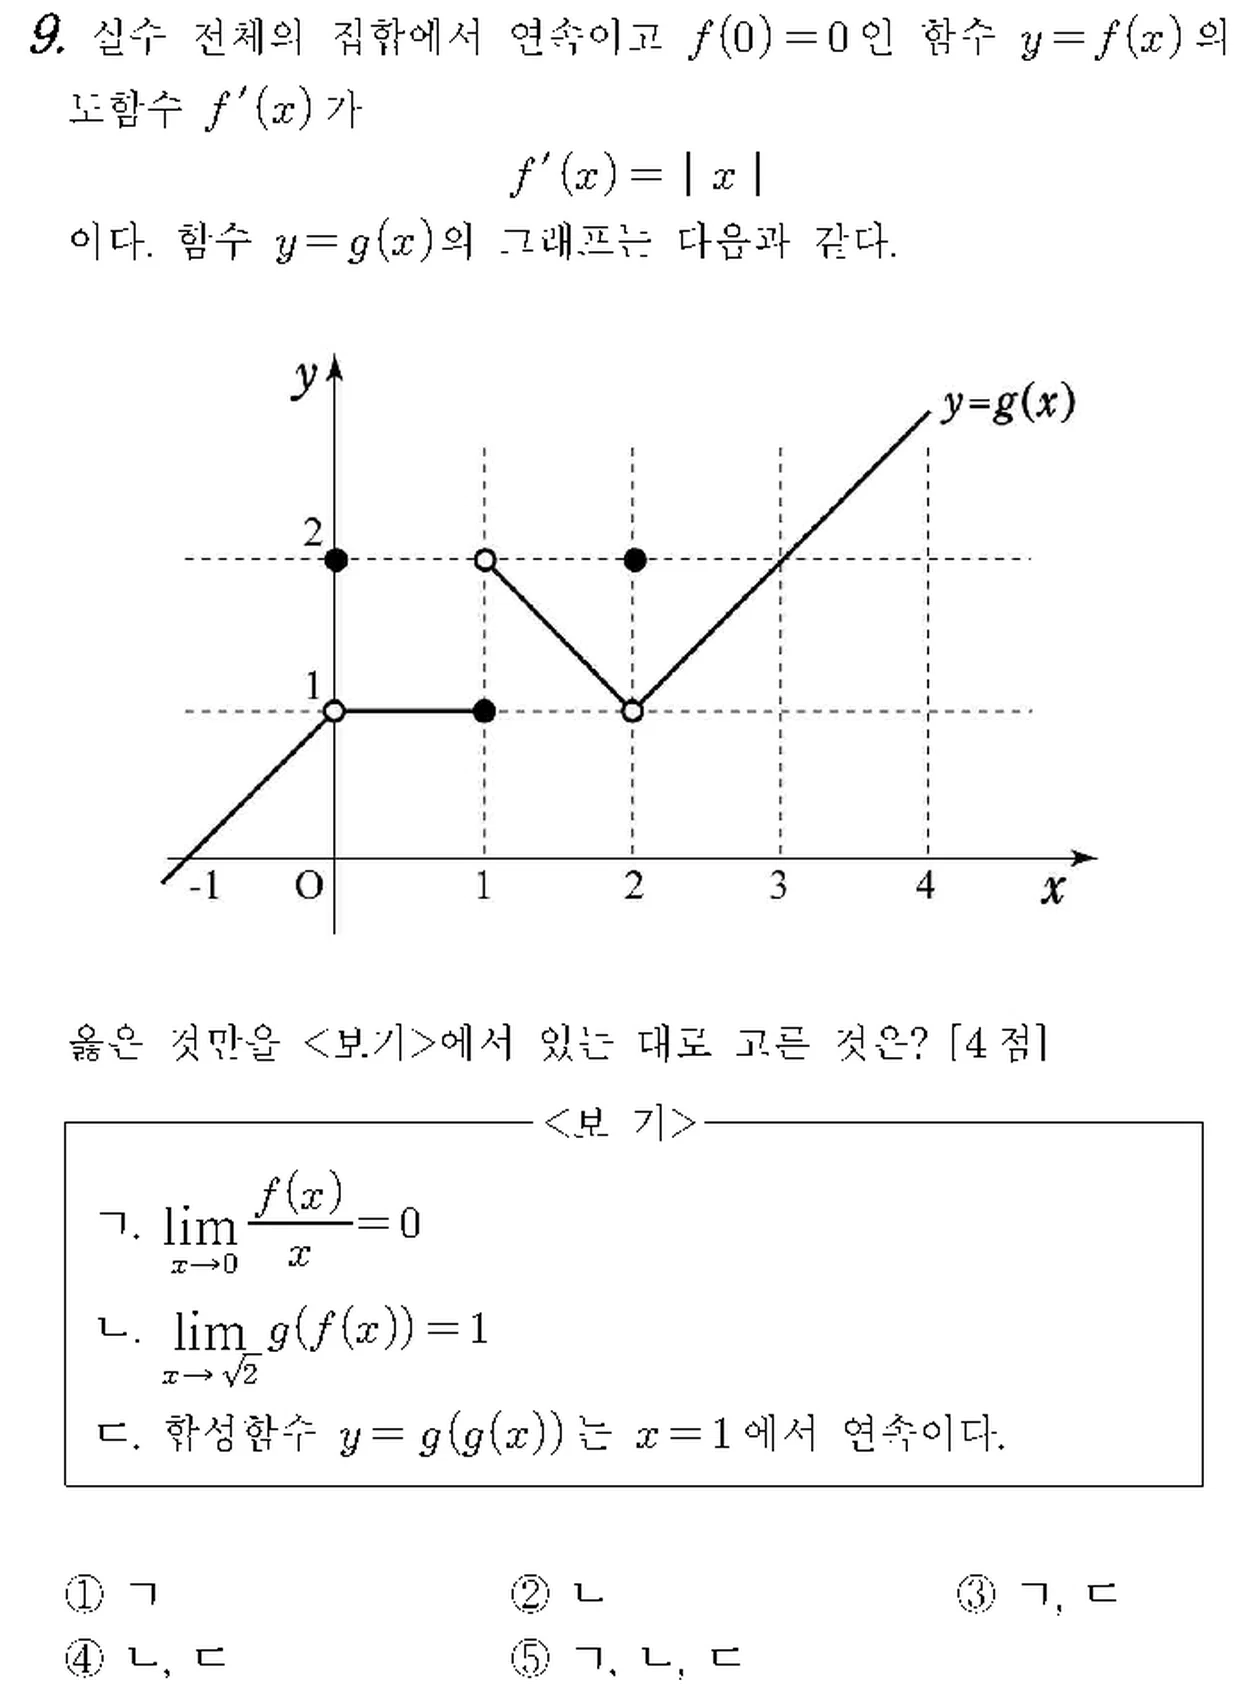 9. 실수 전체의 집합에서 연속이고 f(0)=0인 함수 y=f(x)의
도함수 f′(x)가
f′(x)=| x |
이다. 함수 y=g(x)의 그래프는 다음과 같다.
y
y=g(x)
2
1
-1 O 1 2 3 4 x
옳은 것만을 <보기>에서 있는 대로 고른 것은? [4점]
<보 기>
ㄱ. lim_{x→0} f(x)/x = 0
ㄴ. lim_{x→√2} g(f(x)) = 1
ㄷ. 합성함수 y=g(g(x))는 x=1에서 연속이다.
① ㄱ ② ㄴ ③ ㄱ, ㄷ
④ ㄴ, ㄷ ⑤ ㄱ, ㄴ, ㄷ